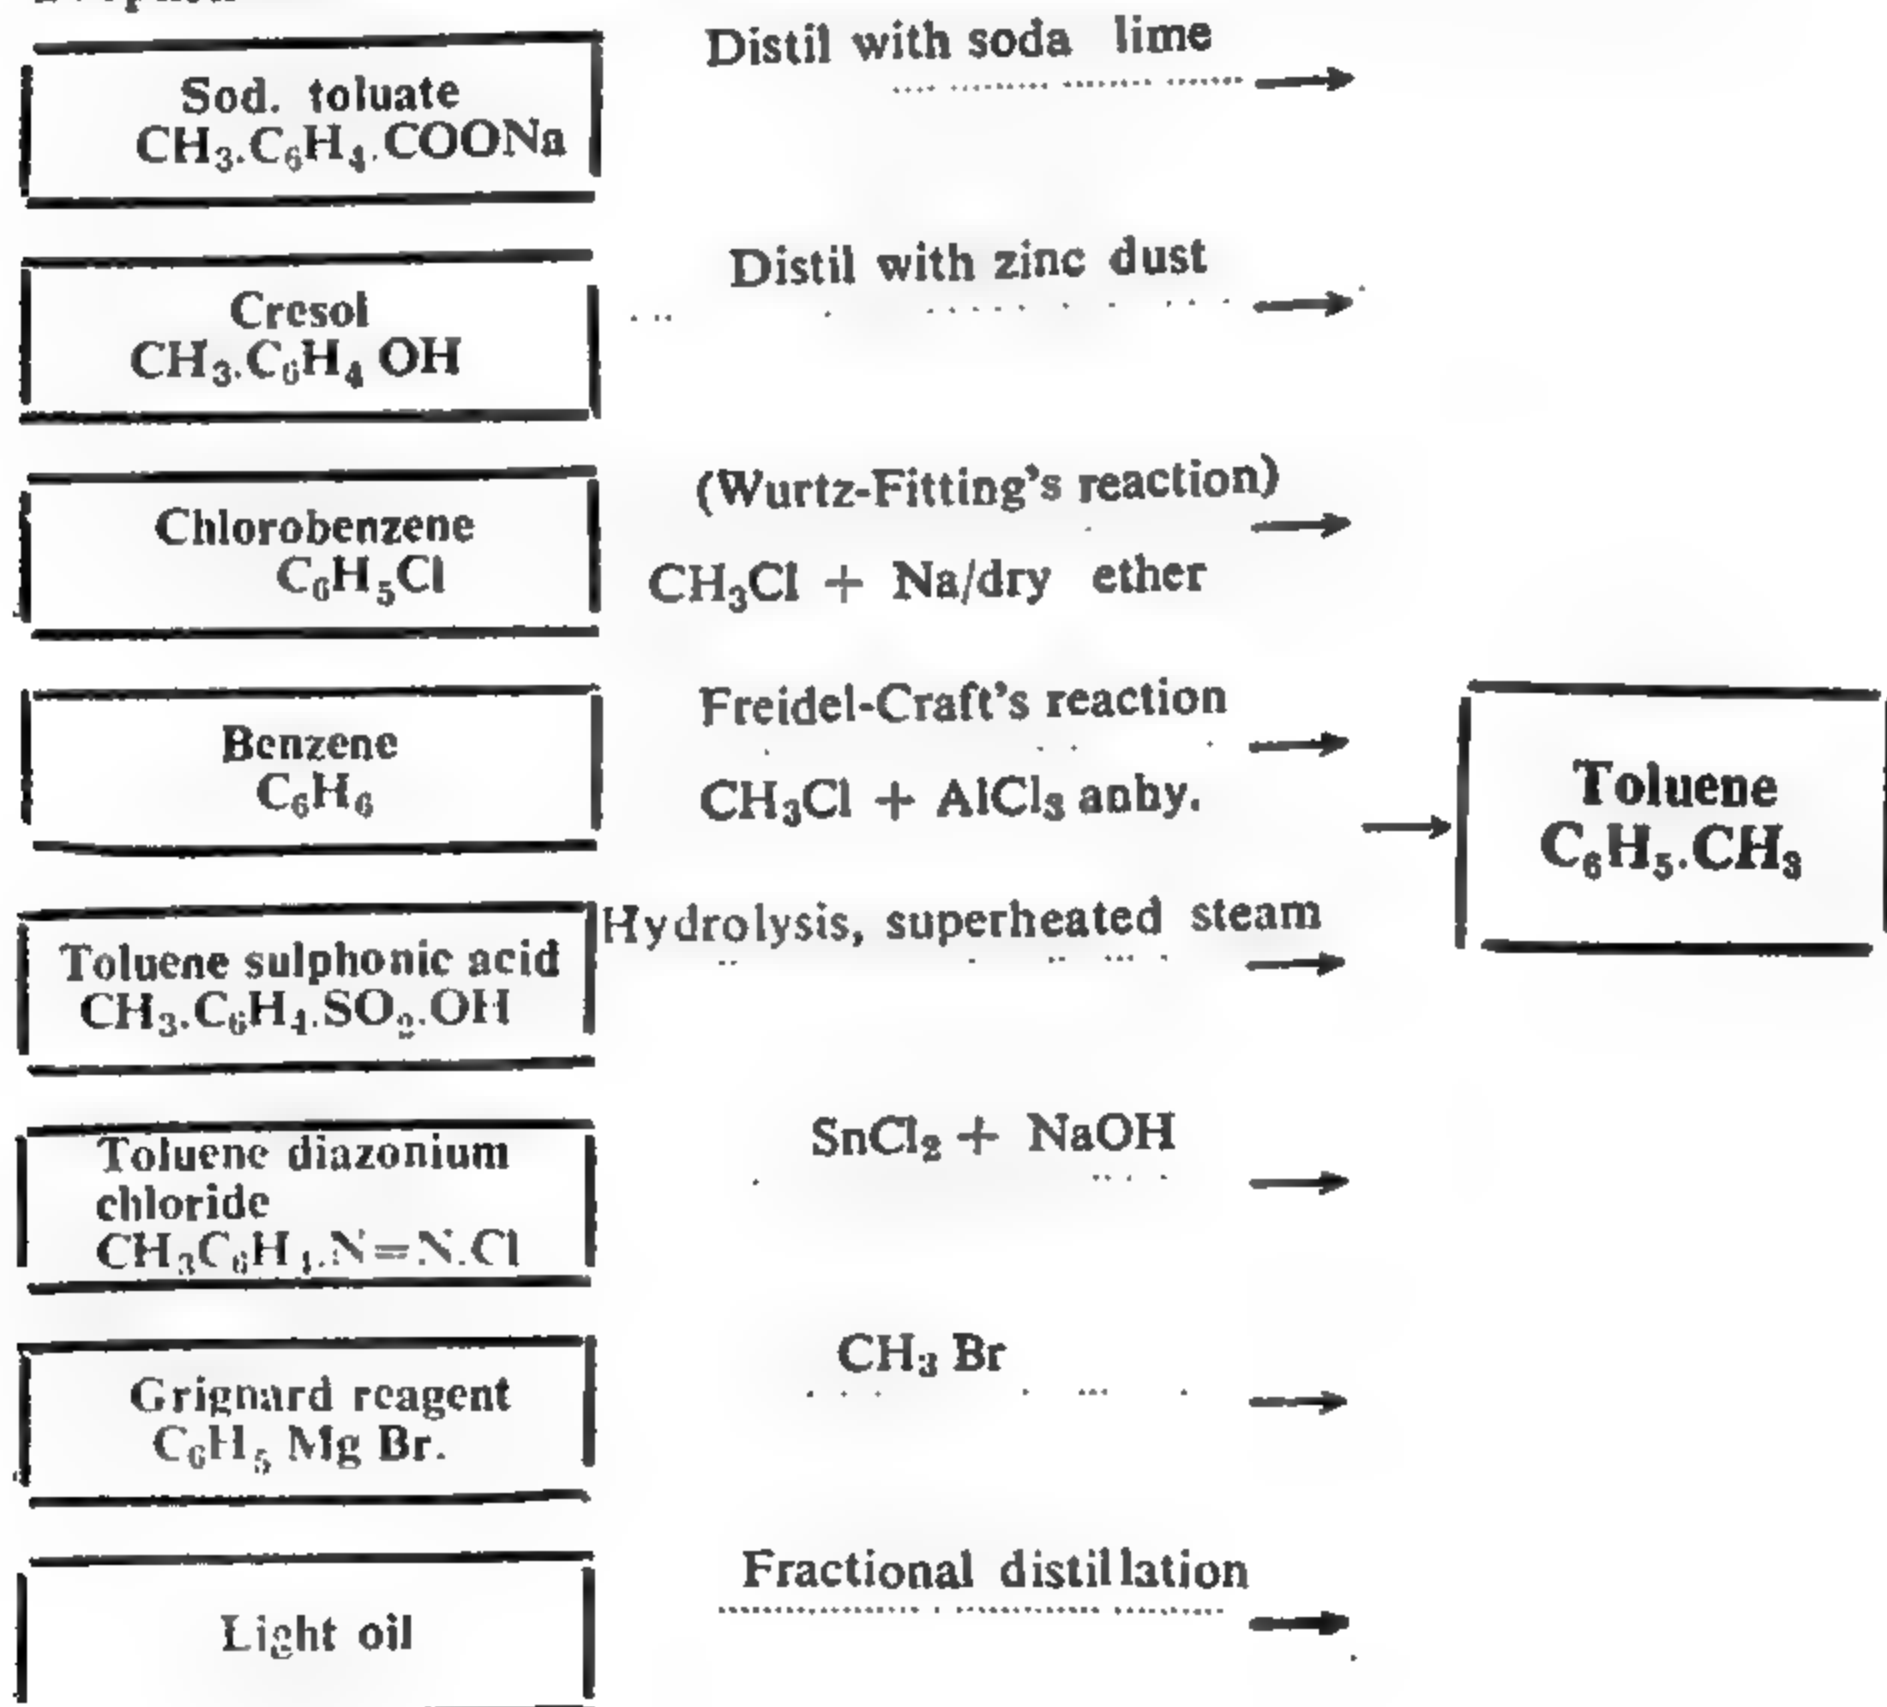 Distil with soda lime
Sod. toluate
CH₃.C₆H₄.COONa
Distil with zinc dust
Cresol
CH₃.C₆H₄ OH
(Wurtz-Fitting's reaction)
Chlorobenzene
C₆H₅Cl
CH₃Cl + Na/dry ether
Freidel-Craft's reaction
Benzene
C₆H₆
CH₃Cl + AlCl₃ anhy.
Toluene
C₆H₅.CH₃
Hydrolysis, superheated steam
Toluene sulphonic acid
CH₃.C₆H₄.SO₂.OH
SnCl₂ + NaOH
Toluene diazonium
chloride
CH₃C₆H₄.N=N.Cl
CH₃ Br
Grignard reagent
C₆H₅ Mg Br.
Fractional distillation
Light oil